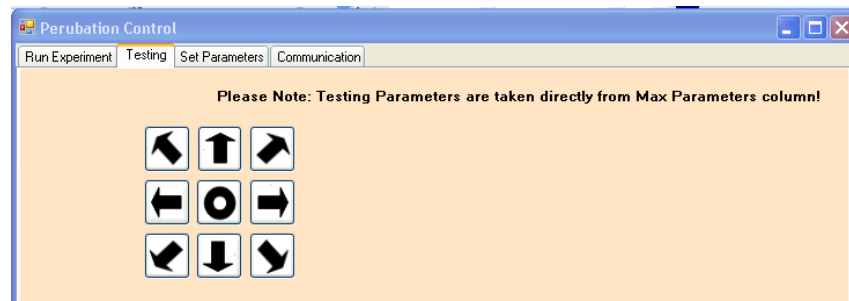 Perubation Control
Run Experiment Testing Set Parameters Communication
Please Note: Testing Parameters are taken directly from Max Parameters column!